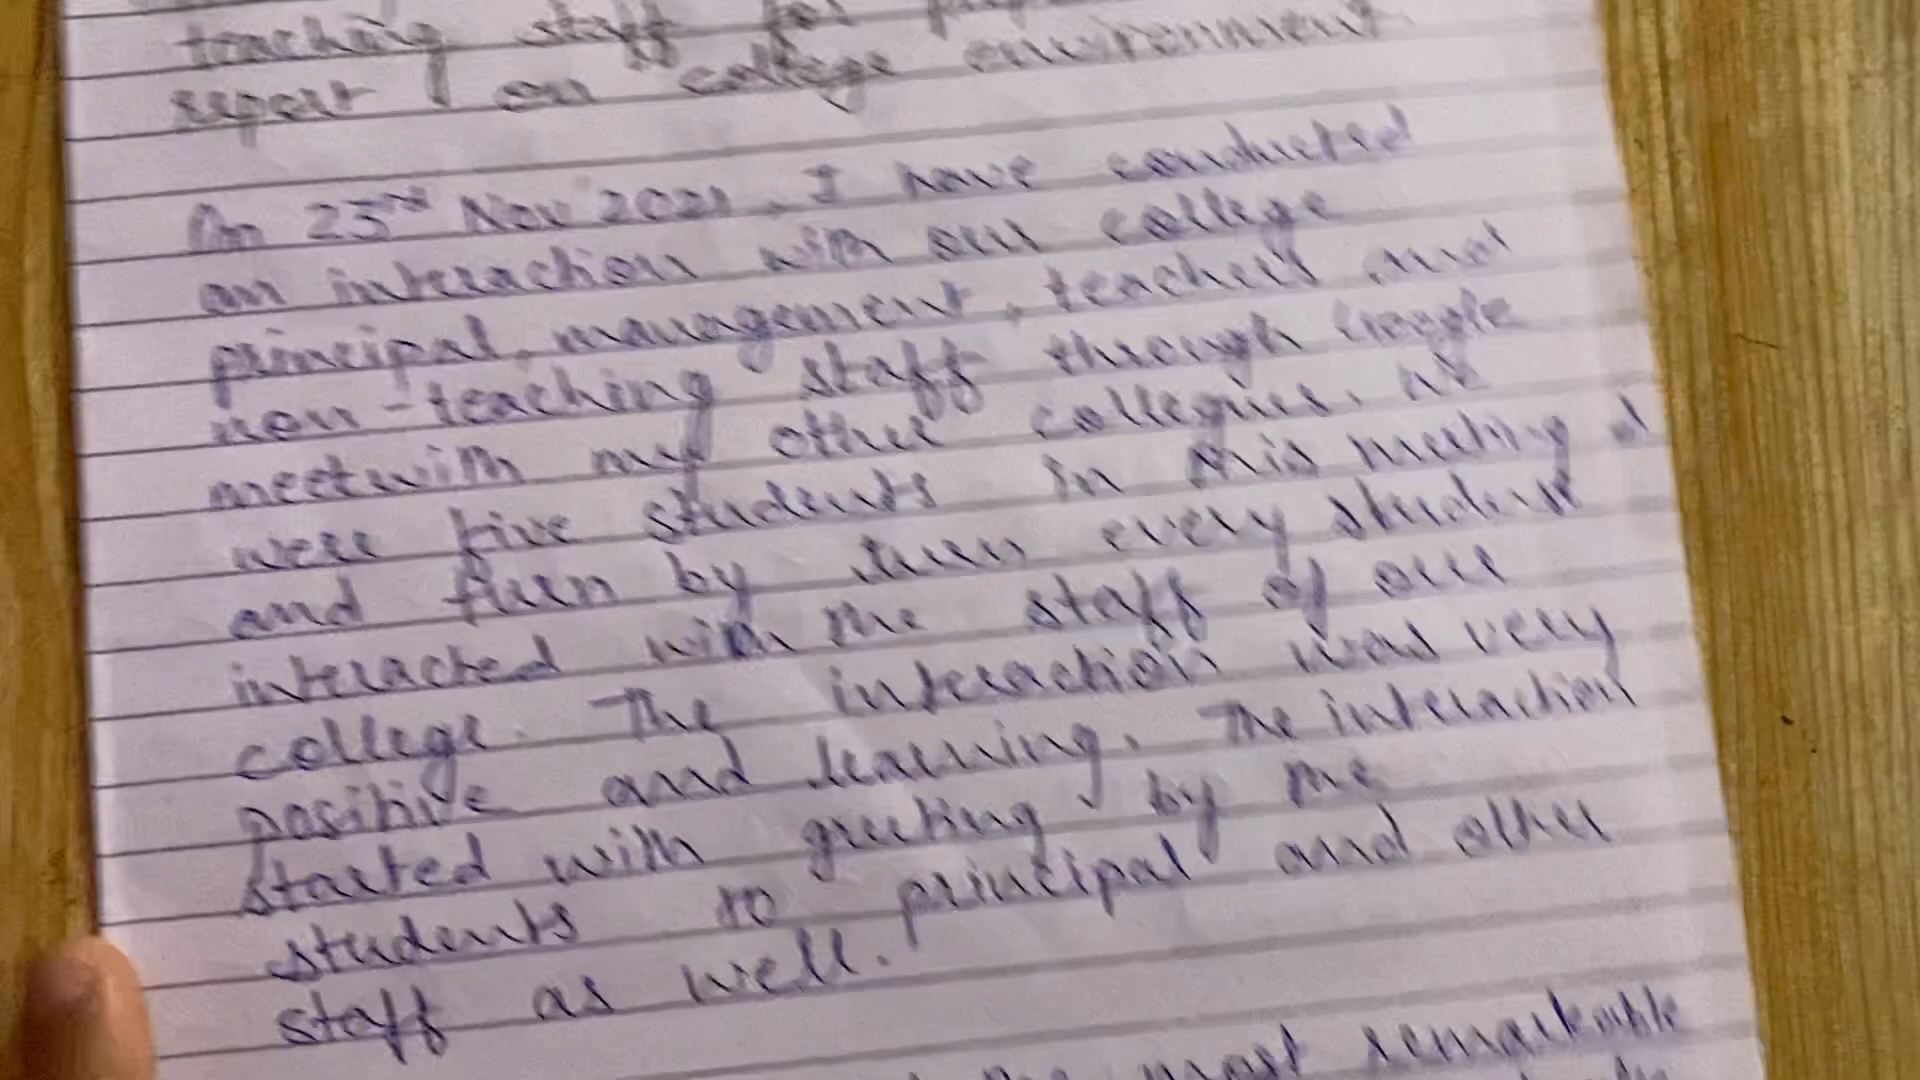 teaching staff for
report on college environment
On 23rd Nov 2021, I have conducted
an interaction with our college
principal, management, teachers and
non-teaching staff through Google
meet with my other collegues. We
were five students in this meeting
and turn by turn every student
interacted with the staff of our
college. The interaction was very
positive and learning. The interaction
started with greeting by the
students to principal and other
staff as well.
the most remarkable